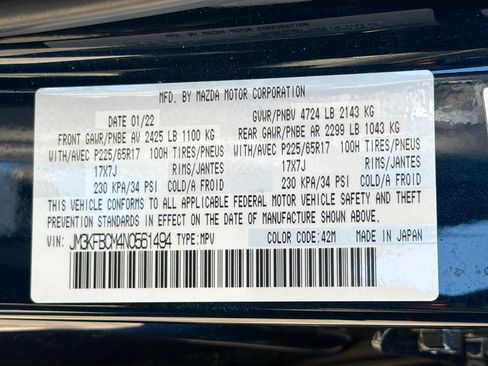 MFD. BY MAZDA MOTOR CORPORATION
DATE 01/22 GVWR/PNBV 4724 LB 2143 KG
FRONT GAWR/PNBE AV 2425 LB 1100 KG REAR GAWR/PNBE AR 2299 LB 1043 KG
WITH/AVEC P225/65R17 100H TIRES/PNEUS WITH/AVEC P225/65R17 100H TIRES/PNEUS
17X7J RIMS/JANTES 17X7J RIMS/JANTES
230 KPA/34 PSI COLD/A FROID 230 KPA/34 PSI COLD/A FROID
THIS VEHICLE CONFORMS TO ALL APPLICABLE FEDERAL MOTOR VEHICLE SAFETY AND THEFT
PREVENTION STANDARDS IN EFFECT ON THE DATE OF MANUFACTURE SHOWN ABOVE.
VIN: JM3KFBCM4N0561494 TYPE:MPV COLOR CODE: 42M MADE IN JAPAN